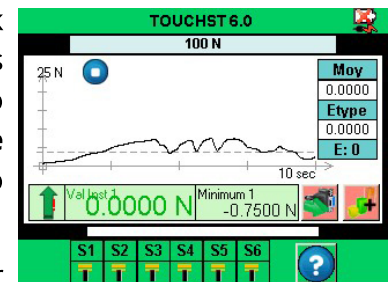 k
s
o
e
o
-
TOUCHST 6.0
100 N
25 N
Moy
0.0000
Etype
0.0000
E: 0
10 sec
Val Inst 1
0.0000 N
Minimum 1
-0.7500 N
S1 S2 S3 S4 S5 S6
?